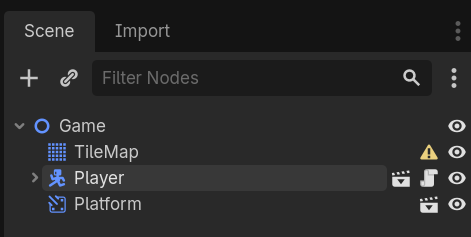 Scene Import
Filter Nodes
Game
TileMap
Player
Platform